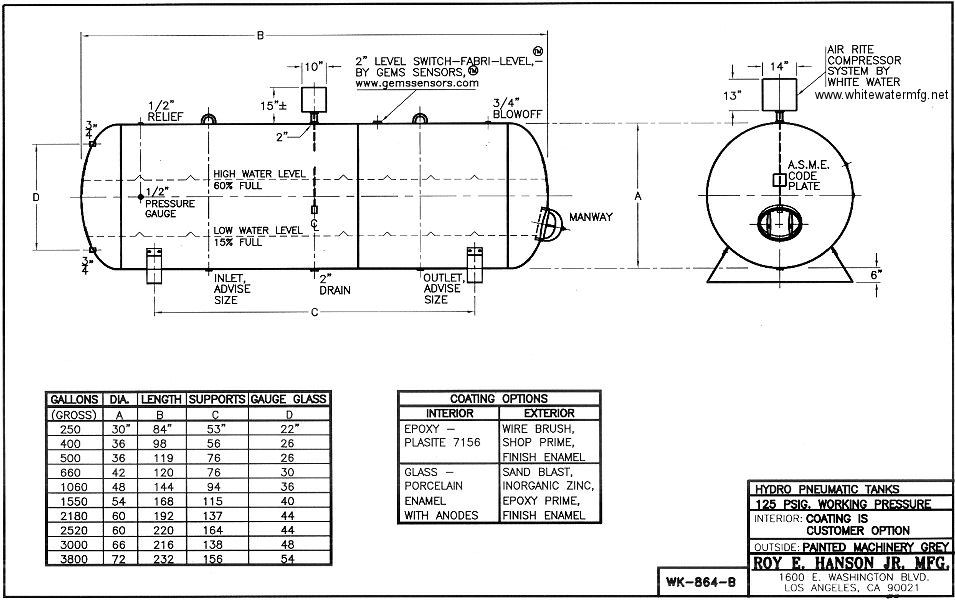 B
10"
2" LEVEL SWITCH-FABRI-LEVEL,-
TM
BY GEMS SENSORS, TM
www.gemssensors.com
15"±
2"
1/2"
RELIEF
3/4"
BLOWOFF
3/4"
HIGH WATER LEVEL
60% FULL
D
1/2"
PRESSURE
GAUGE
℄
LOW WATER LEVEL
15% FULL
MANWAY
A
3/4"
INLET,
ADVISE
SIZE
2"
DRAIN
OUTLET,
ADVISE
SIZE
C
14"
13"
AIR RITE
COMPRESSOR
SYSTEM BY
WHITE WATER
www.whitewatermfg.net
A.S.M.E.
CODE
PLATE
6"
GALLONS DIA. LENGTH SUPPORTS GAUGE GLASS
(GROSS) A B C D
250 30" 84" 53" 22"
400 36 98 56 26
500 36 119 76 26
660 42 120 76 30
1060 48 144 94 36
1550 54 168 115 40
2180 60 192 137 44
2520 60 220 164 44
3000 66 216 138 48
3800 72 232 156 54
COATING OPTIONS
INTERIOR EXTERIOR
EPOXY - WIRE BRUSH,
PLASITE 7156 SHOP PRIME,
FINISH ENAMEL
GLASS - SAND BLAST,
PORCELAIN INORGANIC ZINC,
ENAMEL EPOXY PRIME,
WITH ANODES FINISH ENAMEL
HYDRO PNEUMATIC TANKS
125 PSIG. WORKING PRESSURE
INTERIOR: COATING IS
CUSTOMER OPTION
OUTSIDE: PAINTED MACHINERY GREY
ROY E. HANSON JR. MFG.
1600 E. WASHINGTON BLVD.
LOS ANGELES, CA 90021
WK-864-B